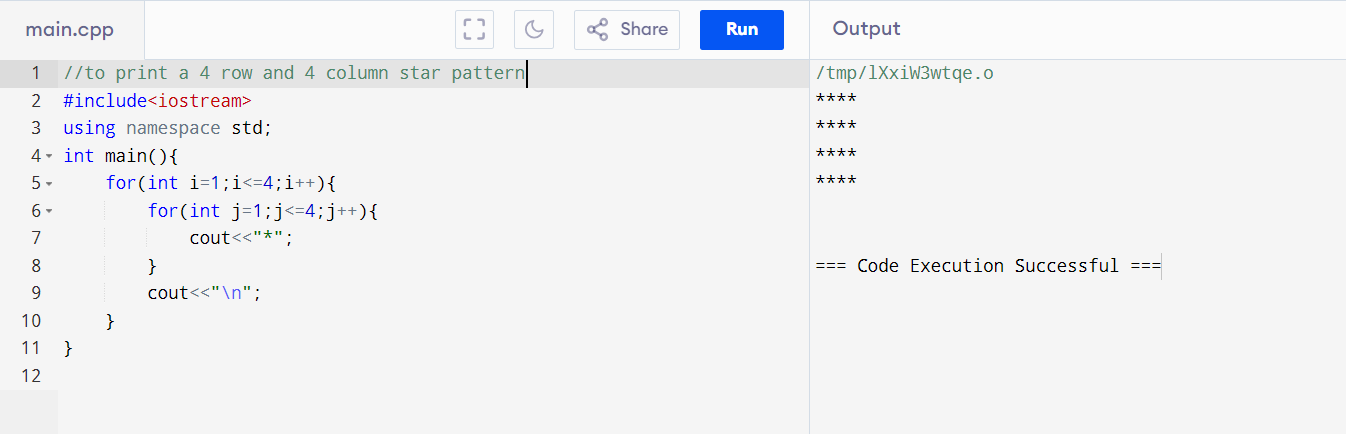 main.cpp Share Run Output
1 //to print a 4 row and 4 column star pattern
2 #include<iostream>
3 using namespace std;
4 int main(){
5     for(int i=1;i<=4;i++){
6         for(int j=1;j<=4;j++){
7             cout<<"*";
8         }
9         cout<<"\n";
10     }
11 }
12
/tmp/lXxiW3wtqe.o
****
****
****
****
=== Code Execution Successful ===